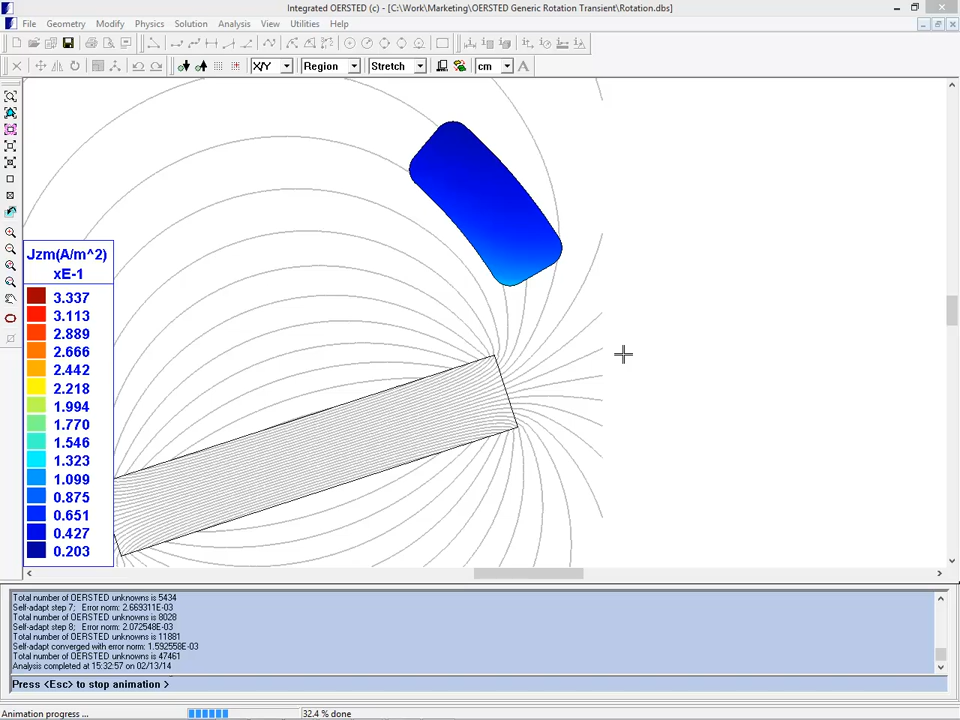 Integrated OERSTED (c) - [C:\Work\Marketing\OERSTED Generic Rotation Transient\Rotation.dbs]
File Geometry Modify Physics Solution Analysis View Utilities Help
X/Y Region Stretch cm A
Jzm(A/m^2)
xE-1
3.337
3.113
2.889
2.666
2.442
2.218
1.994
1.770
1.546
1.323
1.099
0.875
0.651
0.427
0.203
Total number of OERSTED unknowns is 5434
Self-adapt step 7; Error norm: 2.669311E-03
Total number of OERSTED unknowns is 8028
Self-adapt step 8; Error norm: 2.072548E-03
Total number of OERSTED unknowns is 11881
Self-adapt converged with error norm: 1.592558E-03
Total number of OERSTED unknowns is 47461
Analysis completed at 15:32:57 on 02/13/14
Press <Esc> to stop animation >
Animation progress ... 32.4 % done